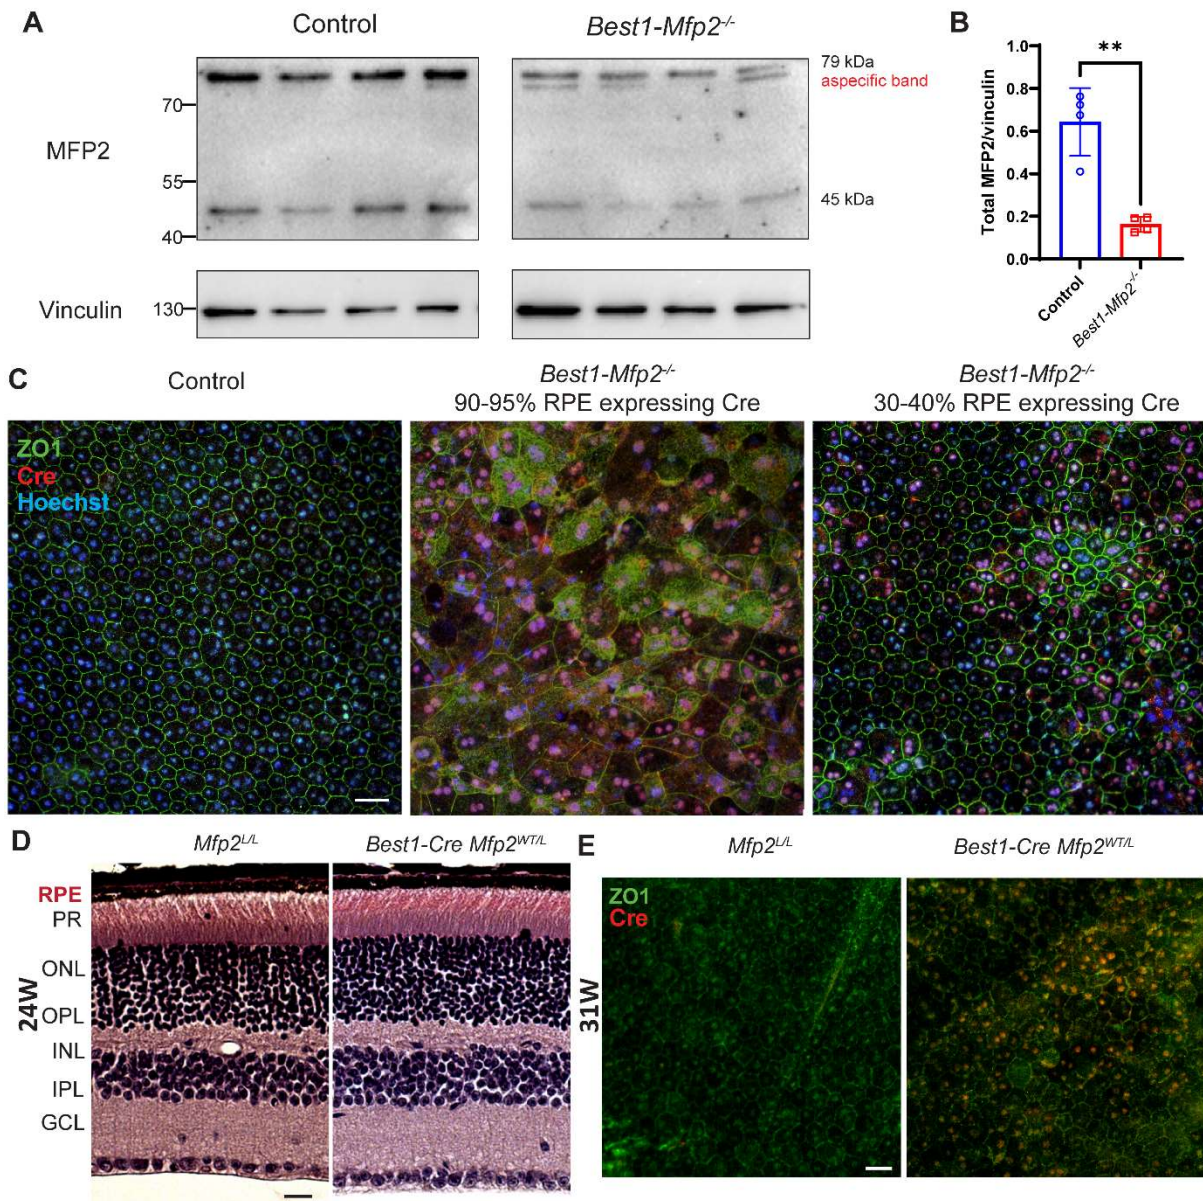 A
Control
Best1-Mfp2-/-
MFP2
70
55
40
79 kDa
aspecific band
45 kDa
Vinculin
130
B
**
Total MFP2/vinculin
1.0
0.8
0.6
0.4
0.2
0.0
Control
Best1-Mfp2-/-
C
Control
Best1-Mfp2-/-
90-95% RPE expressing Cre
Best1-Mfp2-/-
30-40% RPE expressing Cre
ZO1
Cre
Hoechst
D
Mfp2L/L
Best1-Cre Mfp2WT/L
24W
RPE
PR
ONL
OPL
INL
IPL
GCL
E
Mfp2L/L
Best1-Cre Mfp2WT/L
31W
ZO1
Cre